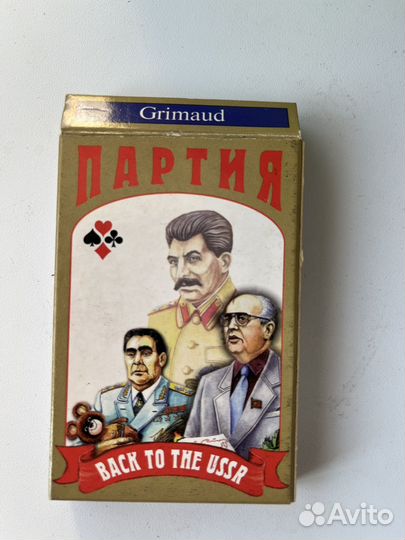 Grimaud
ПАРТИЯ
BACK TO THE USSR
Avito